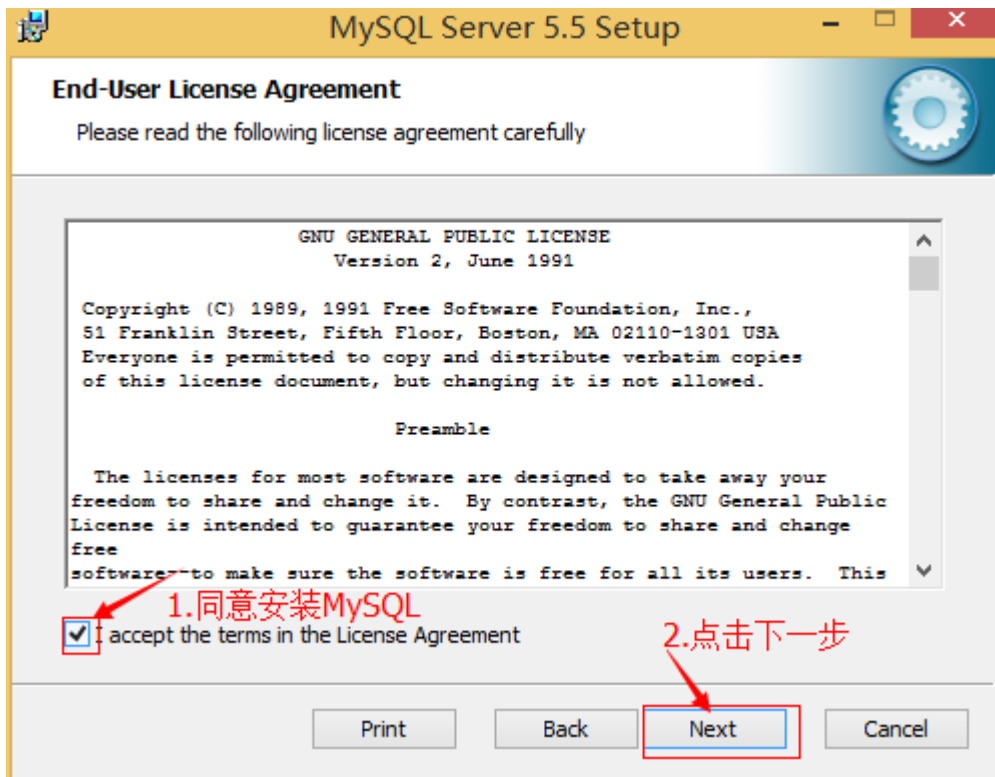 MySQL Server 5.5 Setup
End-User License Agreement
Please read the following license agreement carefully
GNU GENERAL PUBLIC LICENSE
Version 2, June 1991
Copyright (C) 1989, 1991 Free Software Foundation, Inc.,
51 Franklin Street, Fifth Floor, Boston, MA 02110-1301 USA
Everyone is permitted to copy and distribute verbatim copies
of this license document, but changing it is not allowed.
Preamble
The licenses for most software are designed to take away your
freedom to share and change it. By contrast, the GNU General Public
License is intended to guarantee your freedom to share and change
free
software--to make sure the software is free for all its users. This
1.同意安装MySQL
I accept the terms in the License Agreement
2.点击下一步
Print Back Next Cancel